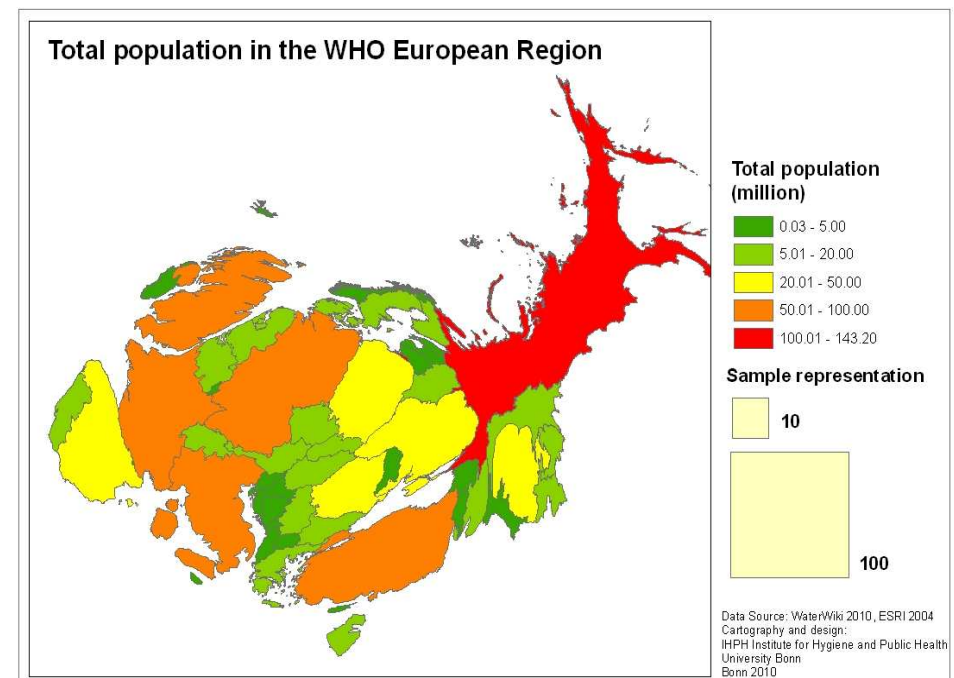 Total population in the WHO European Region
Total population
(million)
0.03 - 5.00
5.01 - 20.00
20.01 - 50.00
50.01 - 100.00
100.01 - 143.20
Sample representation
10
100
Data Source: WaterWiki 2010, ESRI 2004
Cartography and design:
IHPH Institute for Hygiene and Public Health
University Bonn
Bonn 2010